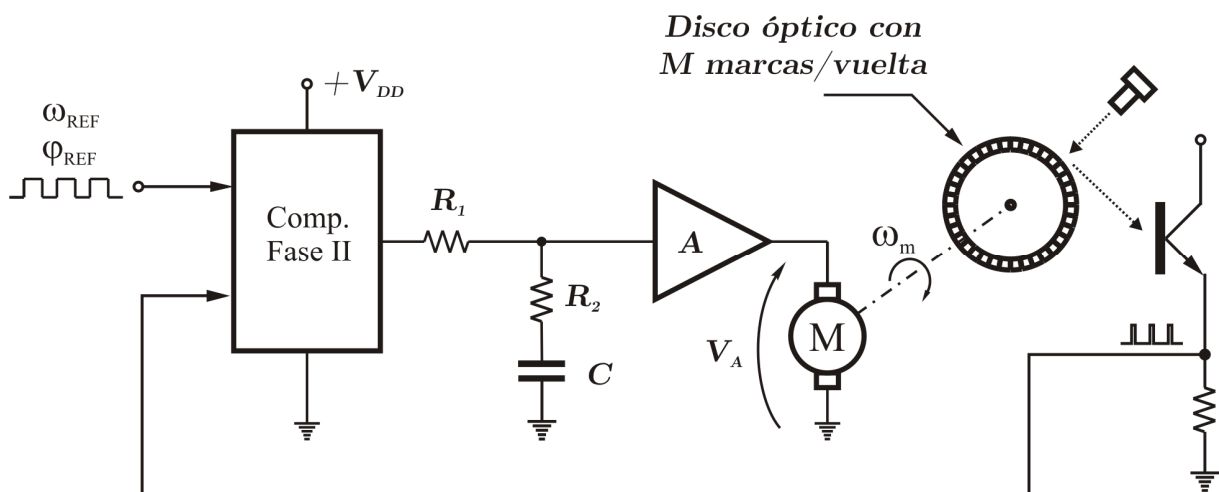 Disco óptico con
M marcas/vuelta
+V_DD
ω_REF
φ_REF
Comp.
Fase II
R_1
R_2
C
A
V_A
M
ω_m